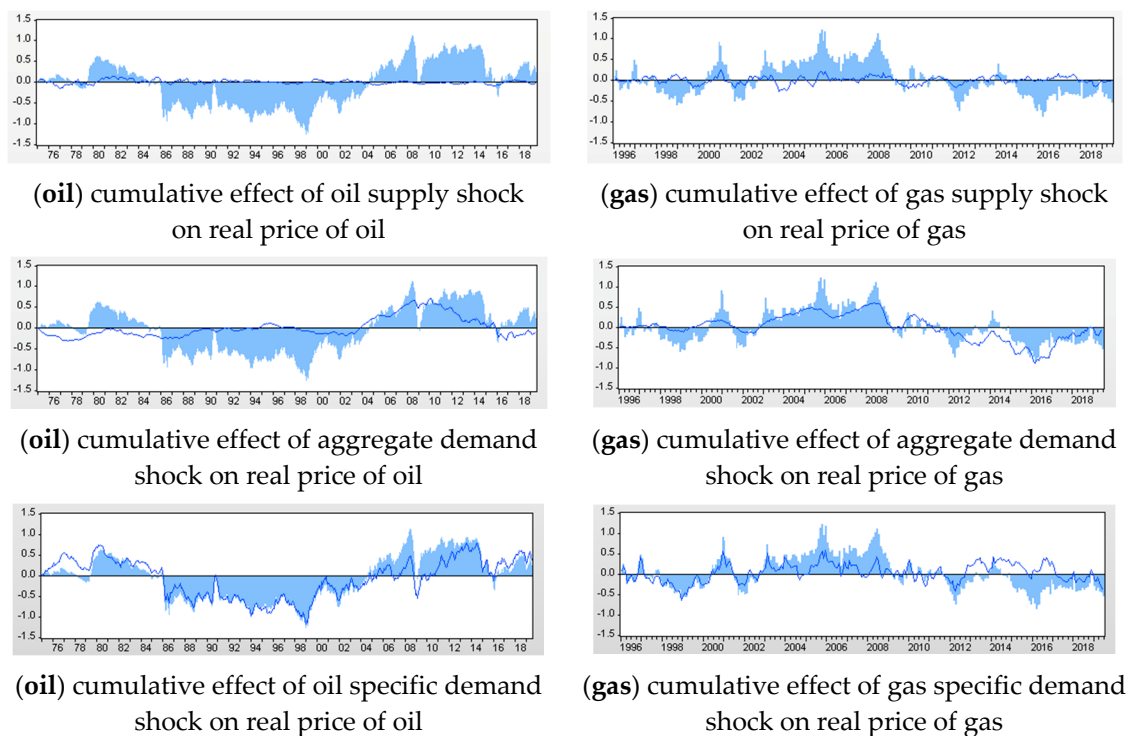 1.5
1.0
0.5
0.0
-0.5
-1.0
-1.5
76 78 80 82 84 86 88 90 92 94 96 98 00 02 04 06 08 10 12 14 16 18
(oil) cumulative effect of oil supply shock
on real price of oil
1.5
1.0
0.5
0.0
-0.5
-1.0
-1.5
1996 1998 2000 2002 2004 2006 2008 2010 2012 2014 2016 2018
(gas) cumulative effect of gas supply shock
on real price of gas
1.5
1.0
0.5
0.0
-0.5
-1.0
-1.5
76 78 80 82 84 86 88 90 92 94 96 98 00 02 04 06 08 10 12 14 16 18
(oil) cumulative effect of aggregate demand
shock on real price of oil
1.5
1.0
0.5
0.0
-0.5
-1.0
-1.5
1996 1998 2000 2002 2004 2006 2008 2010 2012 2014 2016 2018
(gas) cumulative effect of aggregate demand
shock on real price of gas
1.5
1.0
0.5
0.0
-0.5
-1.0
-1.5
76 78 80 82 84 86 88 90 92 94 96 98 00 02 04 06 08 10 12 14 16 18
(oil) cumulative effect of oil specific demand
shock on real price of oil
1.5
1.0
0.5
0.0
-0.5
-1.0
-1.5
1996 1998 2000 2002 2004 2006 2008 2010 2012 2014 2016 2018
(gas) cumulative effect of gas specific demand
shock on real price of gas